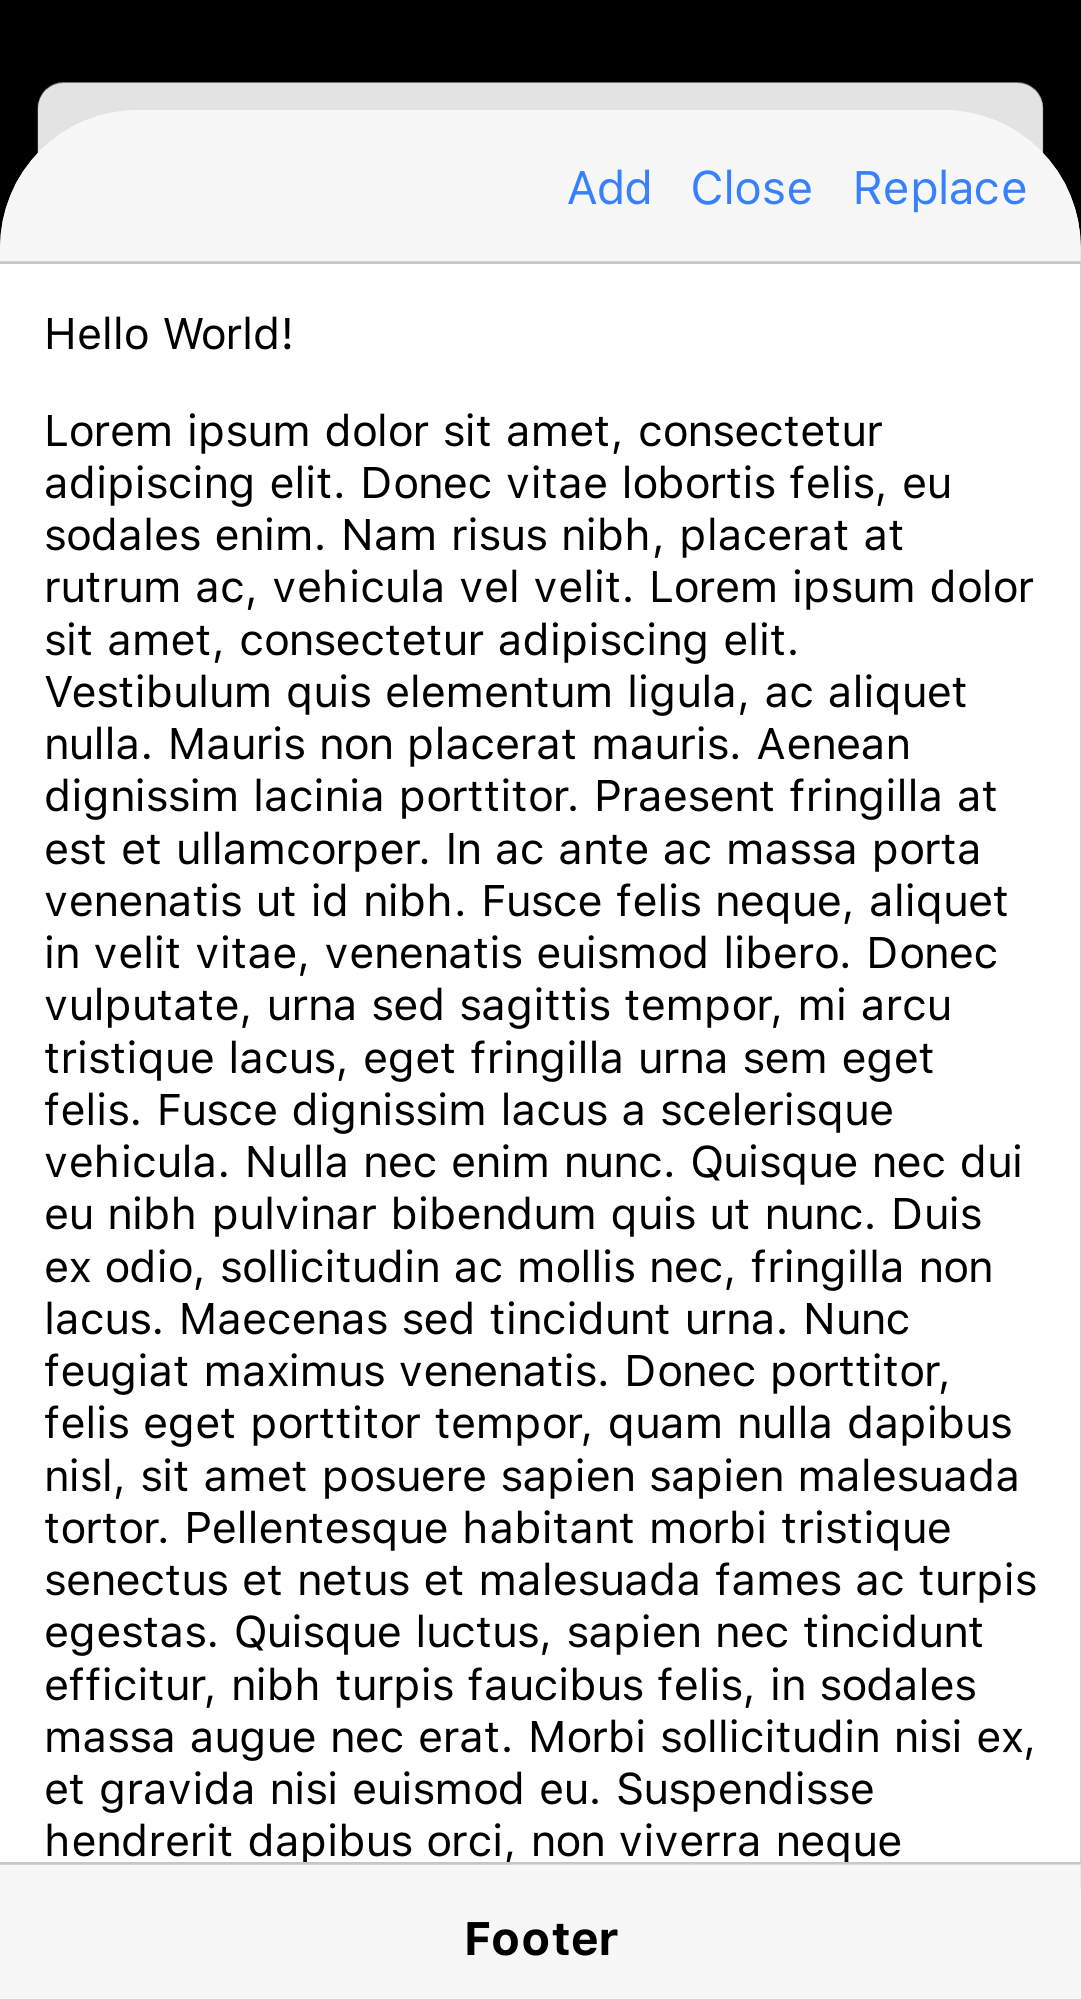 Add Close Replace
Hello World!
Lorem ipsum dolor sit amet, consectetur
adipiscing elit. Donec vitae lobortis felis, eu
sodales enim. Nam risus nibh, placerat at
rutrum ac, vehicula vel velit. Lorem ipsum dolor
sit amet, consectetur adipiscing elit.
Vestibulum quis elementum ligula, ac aliquet
nulla. Mauris non placerat mauris. Aenean
dignissim lacinia porttitor. Praesent fringilla at
est et ullamcorper. In ac ante ac massa porta
venenatis ut id nibh. Fusce felis neque, aliquet
in velit vitae, venenatis euismod libero. Donec
vulputate, urna sed sagittis tempor, mi arcu
tristique lacus, eget fringilla urna sem eget
felis. Fusce dignissim lacus a scelerisque
vehicula. Nulla nec enim nunc. Quisque nec dui
eu nibh pulvinar bibendum quis ut nunc. Duis
ex odio, sollicitudin ac mollis nec, fringilla non
lacus. Maecenas sed tincidunt urna. Nunc
feugiat maximus venenatis. Donec porttitor,
felis eget porttitor tempor, quam nulla dapibus
nisl, sit amet posuere sapien sapien malesuada
tortor. Pellentesque habitant morbi tristique
senectus et netus et malesuada fames ac turpis
egestas. Quisque luctus, sapien nec tincidunt
efficitur, nibh turpis faucibus felis, in sodales
massa augue nec erat. Morbi sollicitudin nisi ex,
et gravida nisi euismod eu. Suspendisse
hendrerit dapibus orci, non viverra neque
Footer